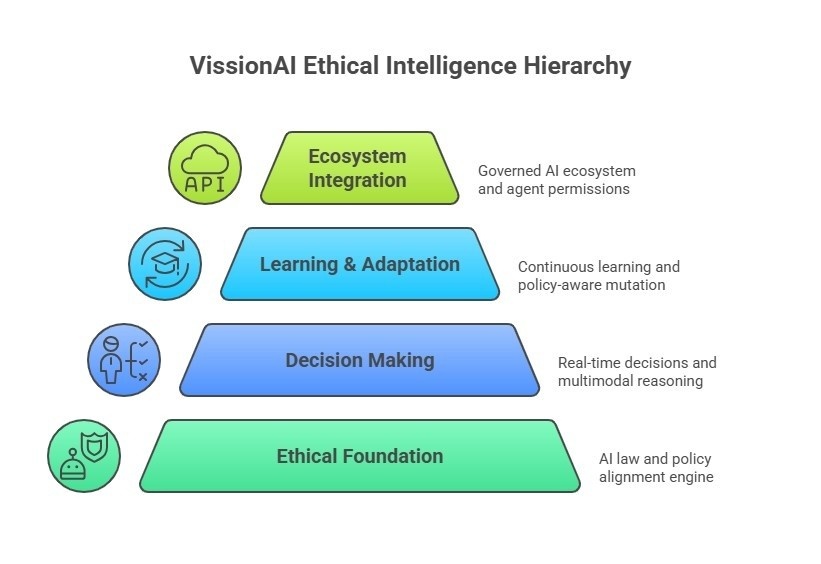 VissionAI Ethical Intelligence Hierarchy
API
Ecosystem
Integration
Governed AI ecosystem
and agent permissions
Learning & Adaptation
Continuous learning and
policy-aware mutation
Decision Making
Real-time decisions and
multimodal reasoning
Ethical Foundation
AI law and policy
alignment engine